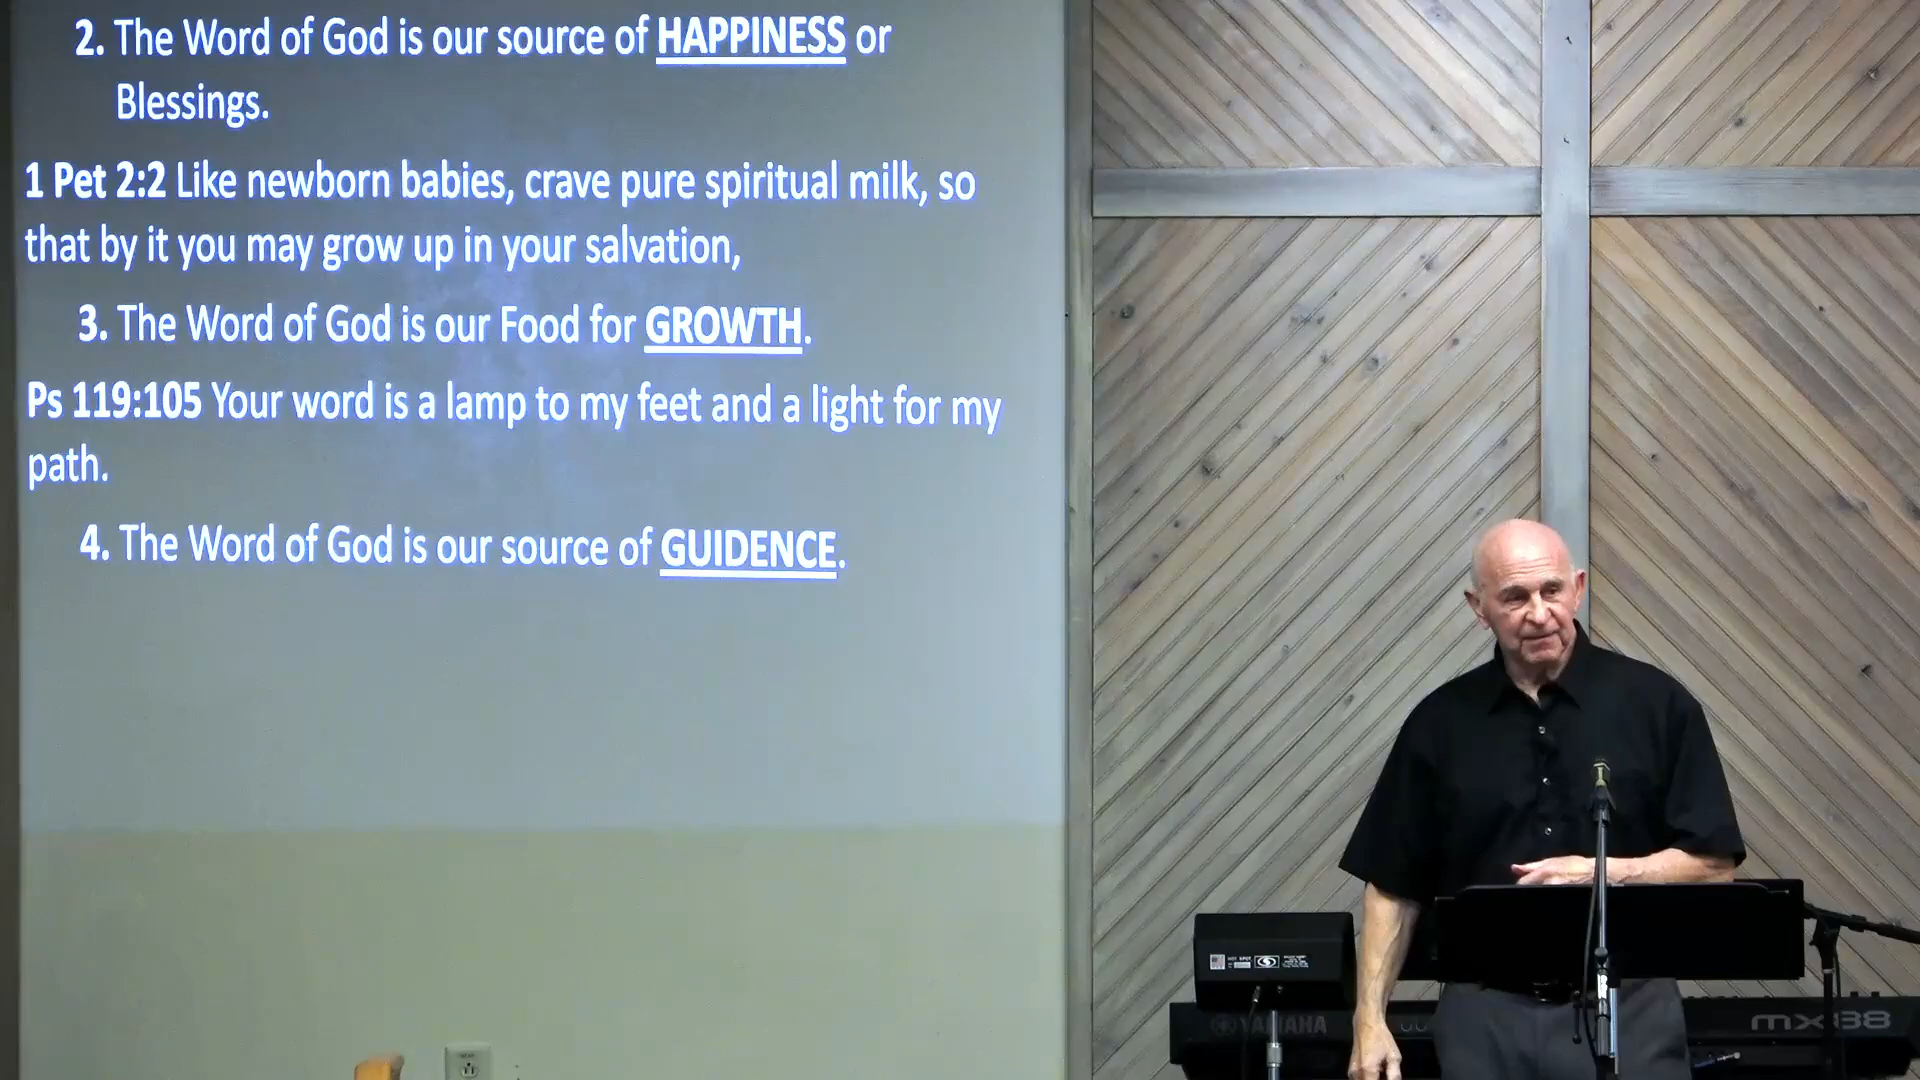 2. The Word of God is our source of HAPPINESS or
Blessings.
1 Pet 2:2 Like newborn babies, crave pure spiritual milk, so
that by it you may grow up in your salvation,
3. The Word of God is our Food for GROWTH.
Ps 119:105 Your word is a lamp to my feet and a light for my
path.
4. The Word of God is our source of GUIDENCE.
HOT SPOT
YAMAHA
MX88